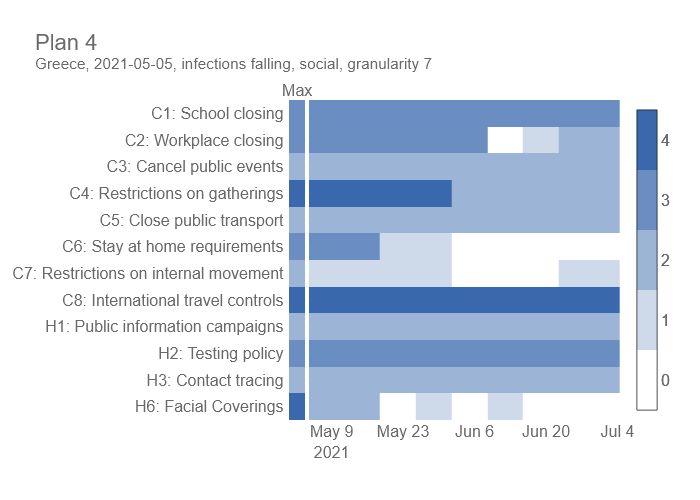 Plan 4
Greece, 2021-05-05, infections falling, social, granularity 7
Max
C1: School closing
C2: Workplace closing
C3: Cancel public events
C4: Restrictions on gatherings
C5: Close public transport
C6: Stay at home requirements
C7: Restrictions on internal movement
C8: International travel controls
H1: Public information campaigns
H2: Testing policy
H3: Contact tracing
H6: Facial Coverings
May 9 May 23 Jun 6 Jun 20 Jul 4
2021
4
3
2
1
0